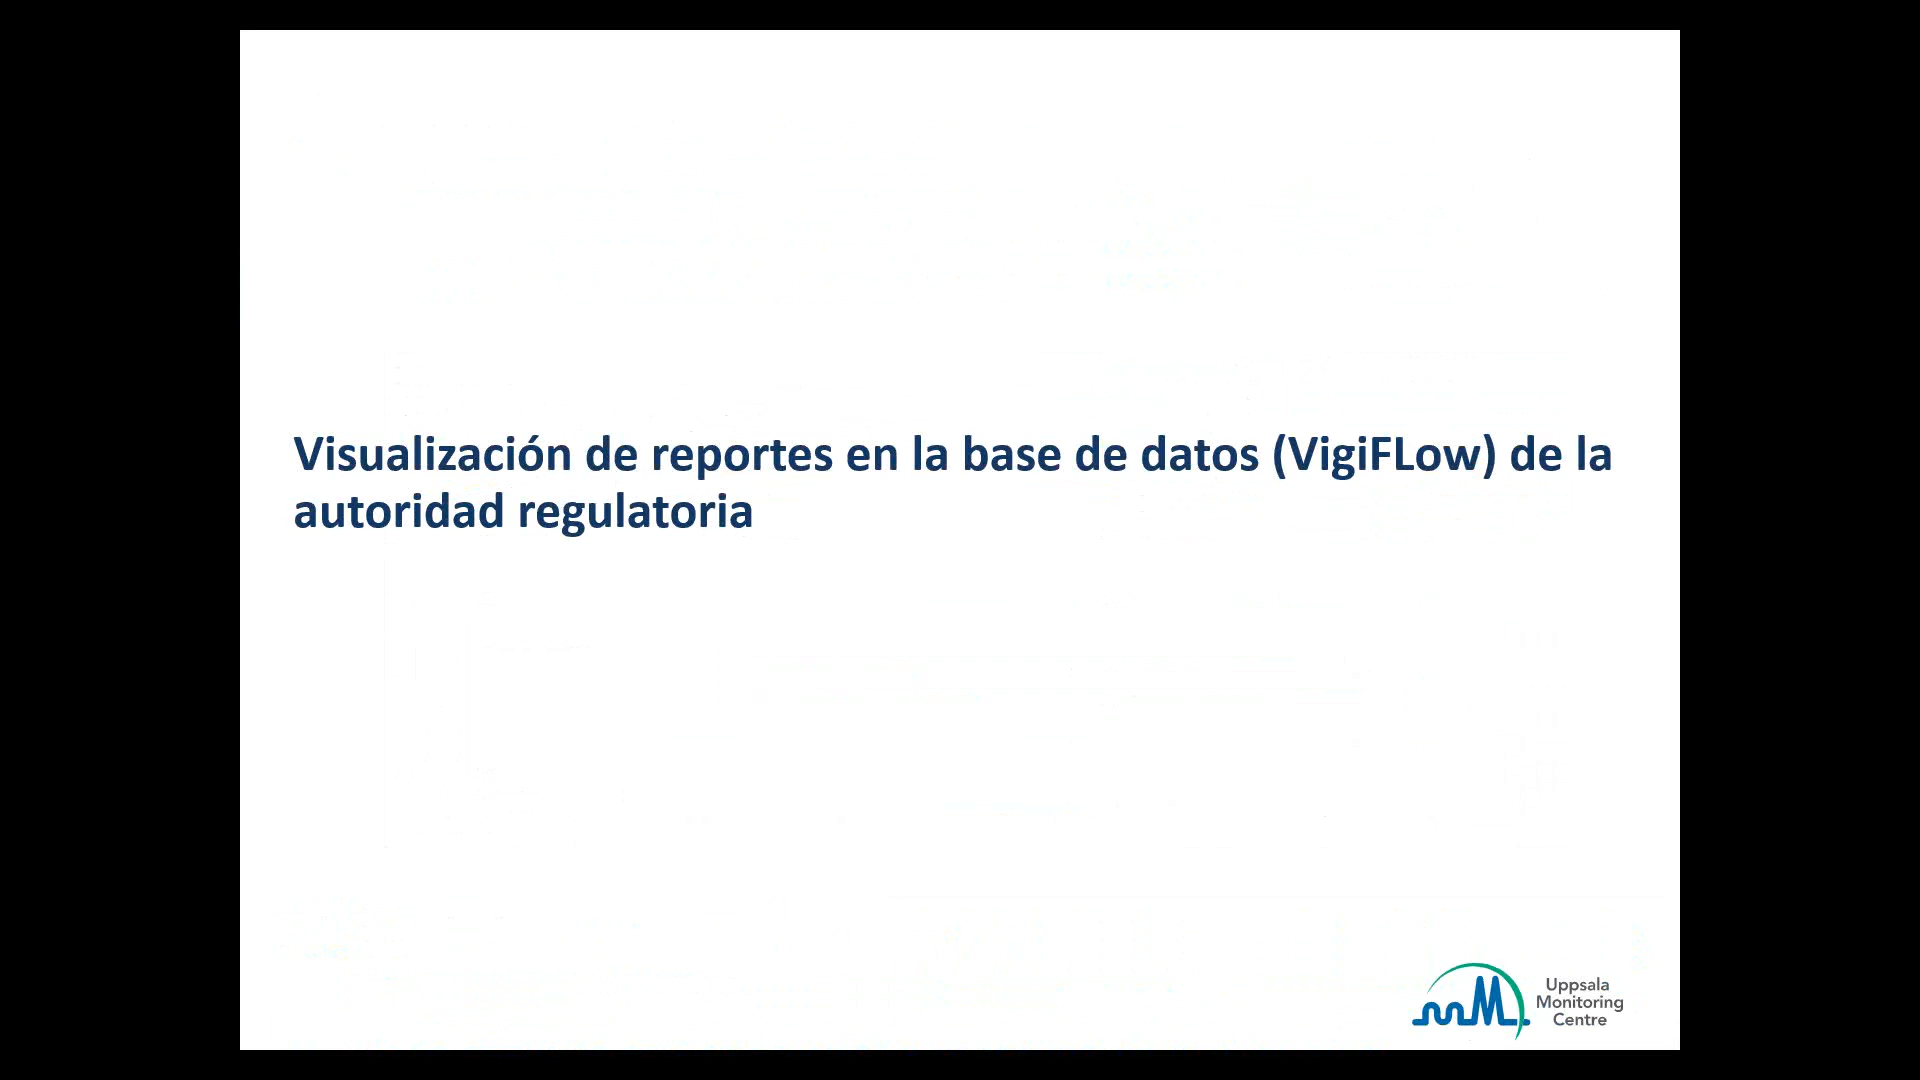 Visualización de reportes en la base de datos (VigiFLow) de la
autoridad regulatoria
Uppsala
Monitoring
Centre